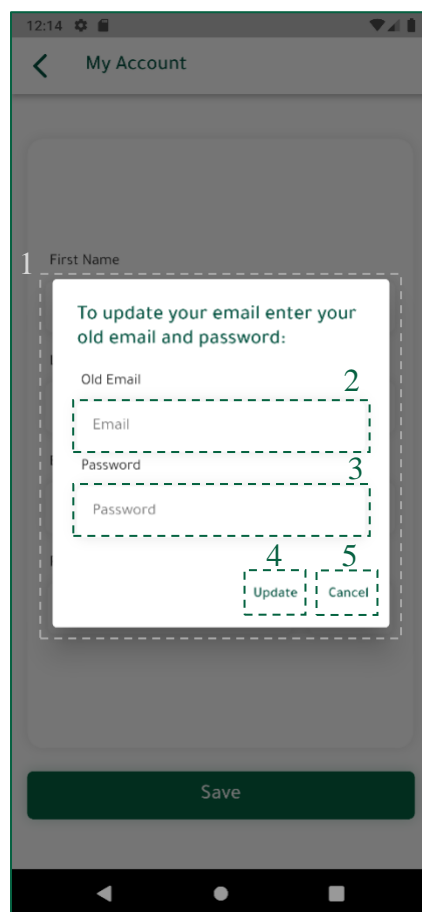 12:14
My Account
First Name
1
To update your email enter your
old email and password:
Old Email
2
Email
Password
3
Password
4
5
Update
Cancel
Save